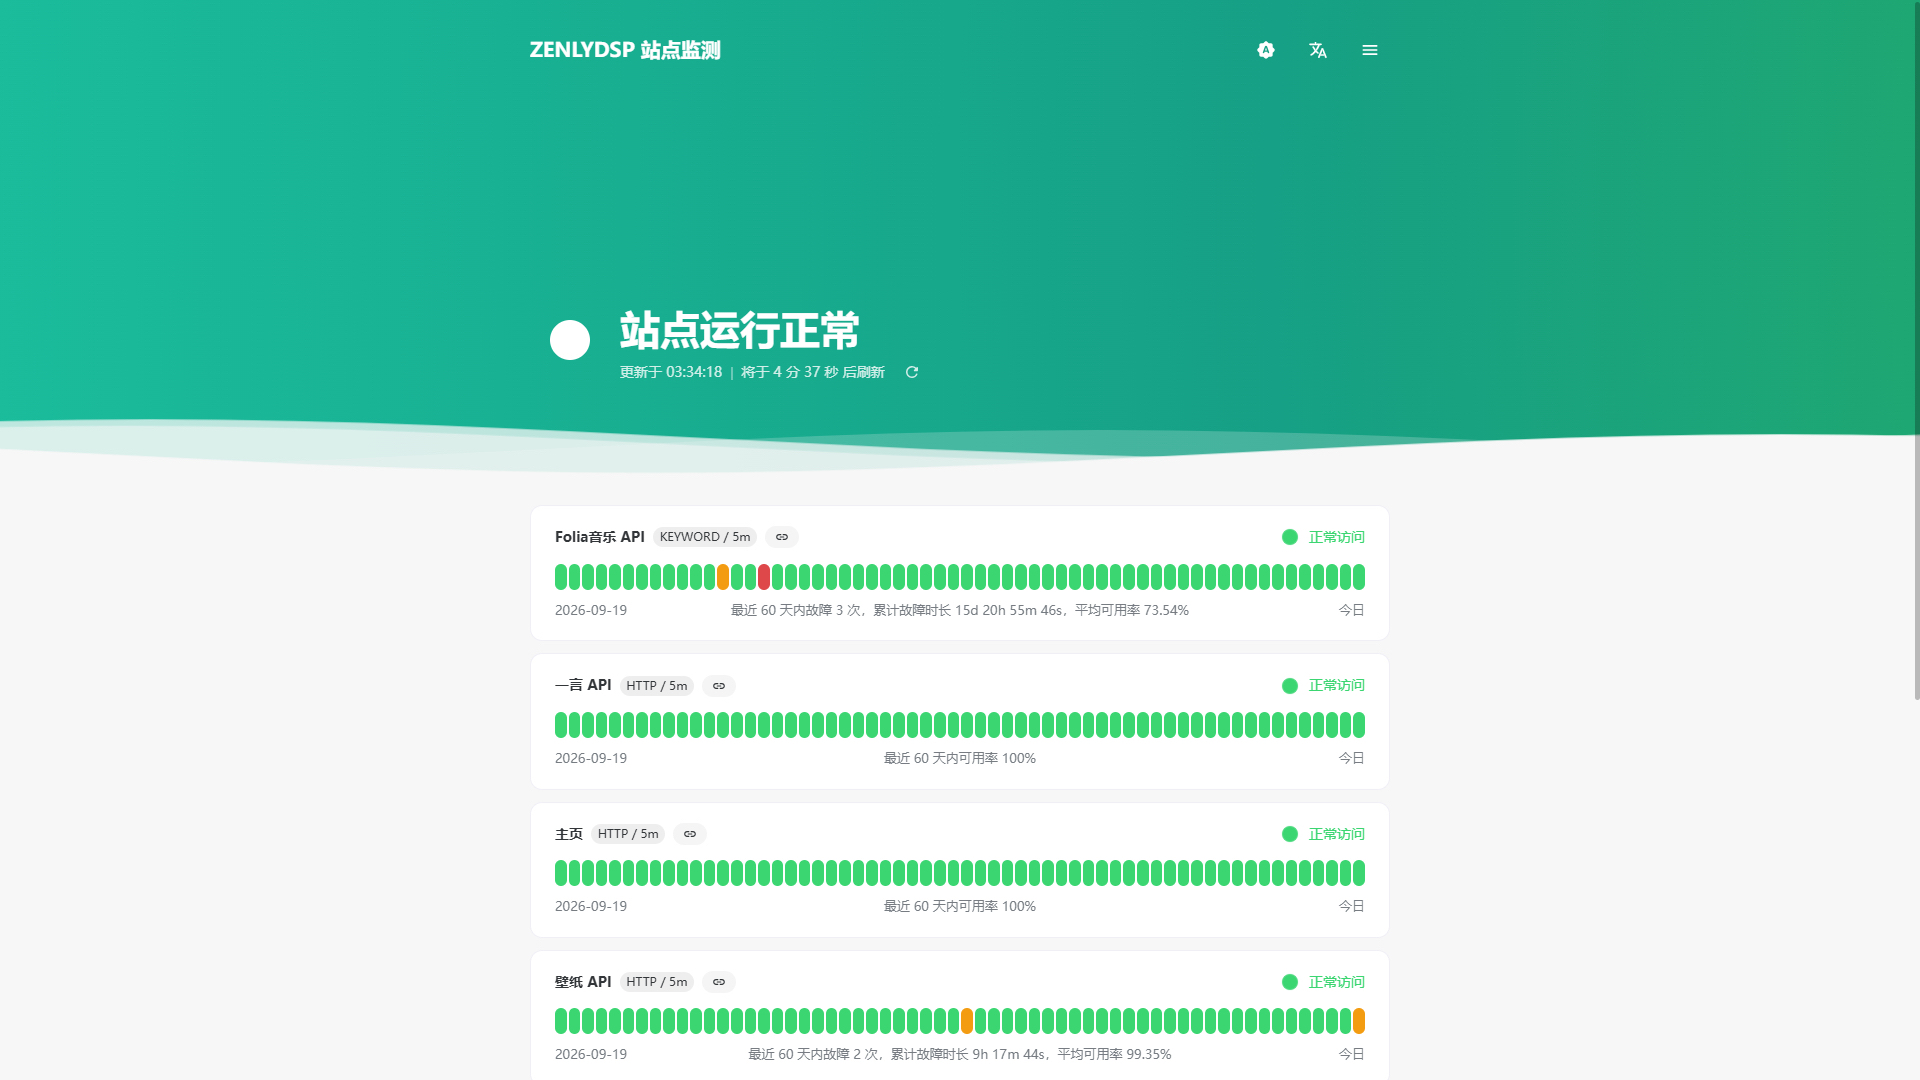 ZENLYDSP 站点监测
站点运行正常
更新于 03:34:18 | 将于 4 分 37 秒 后刷新
Folia音乐 API KEYWORD / 5m 正常访问
2026-09-19 最近 60 天内故障 3 次，累计故障时长 15d 20h 55m 46s，平均可用率 73.54% 今日
一言 API HTTP / 5m 正常访问
2026-09-19 最近 60 天内可用率 100% 今日
主页 HTTP / 5m 正常访问
2026-09-19 最近 60 天内可用率 100% 今日
壁纸 API HTTP / 5m 正常访问
2026-09-19 最近 60 天内故障 2 次，累计故障时长 9h 17m 44s，平均可用率 99.35% 今日